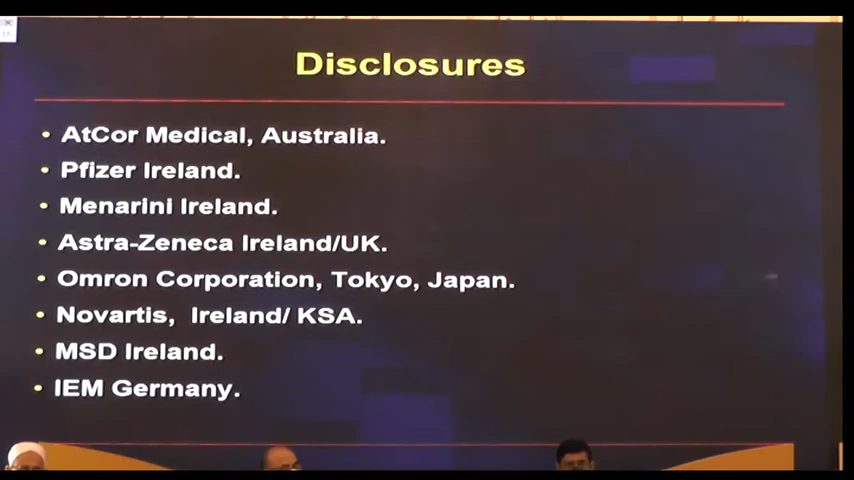 Disclosures
• AtCor Medical, Australia.
• Pfizer Ireland.
• Menarini Ireland.
• Astra-Zeneca Ireland/UK.
• Omron Corporation, Tokyo, Japan.
• Novartis, Ireland/ KSA.
• MSD Ireland.
• IEM Germany.